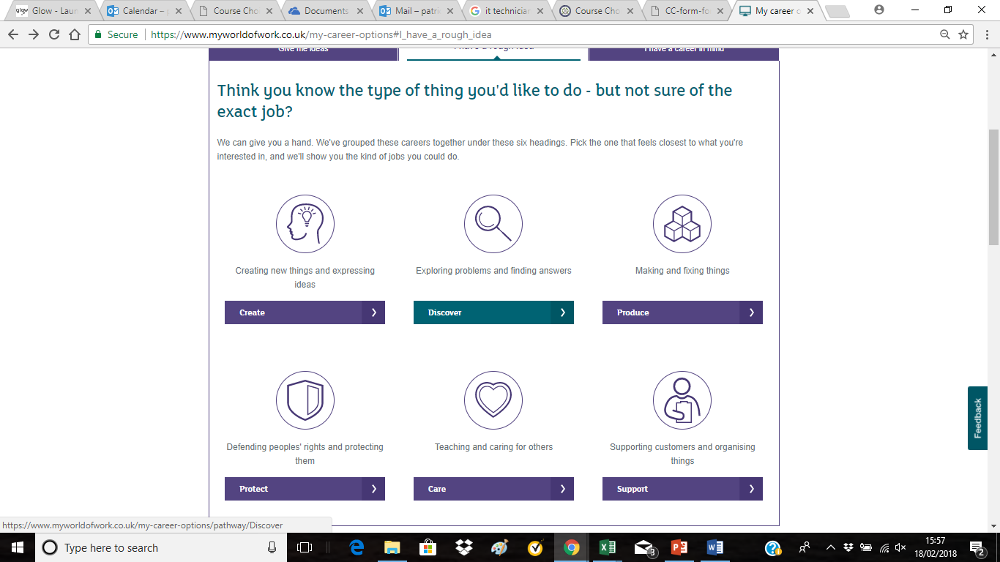 Glow - Laun
Calendar – p
Course Cho
Documents
Mail – patri
it technician
Course Cho
CC-form-fo
My career o
Secure
https://www.myworldofwork.co.uk/my-career-options#I_have_a_rough_idea
Give me ideas
I have a rough idea
I have a career in mind
Think you know the type of thing you'd like to do - but not sure of the
exact job?
We can give you a hand. We've grouped these careers together under these six headings. Pick the one that feels closest to what you're
interested in, and we'll show you the kind of jobs you could do.
Creating new things and expressing
ideas
Exploring problems and finding answers
Making and fixing things
Create
Discover
Produce
Defending peoples' rights and protecting
them
Teaching and caring for others
Supporting customers and organising
things
Protect
Care
Support
Feedback
https://www.myworldofwork.co.uk/my-career-options/pathway/Discover
Type here to search
3
15:57
18/02/2018
2